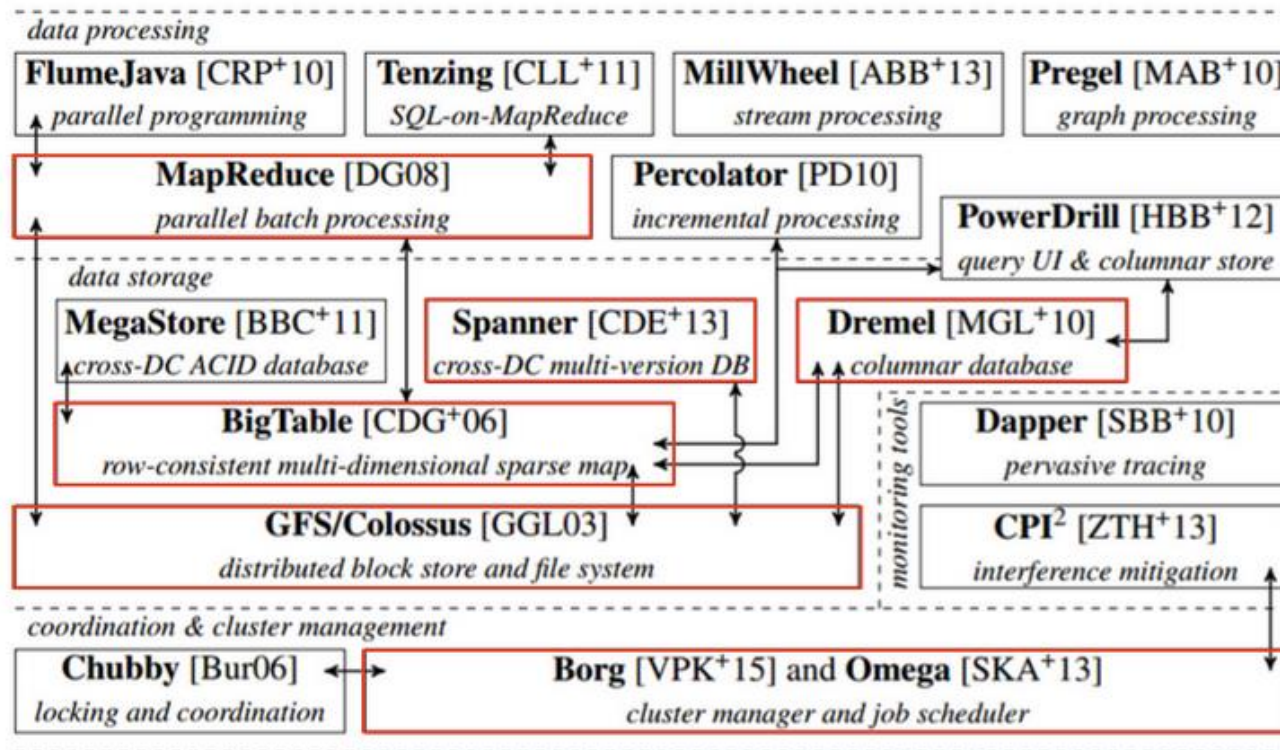 data processing
FlumeJava [CRP+10]
parallel programming
Tenzing [CLL+11]
SQL-on-MapReduce
MillWheel [ABB+13]
stream processing
Pregel [MAB+10]
graph processing
MapReduce [DG08]
parallel batch processing
Percolator [PD10]
incremental processing
PowerDrill [HBB+12]
query UI & columnar store
data storage
MegaStore [BBC+11]
cross-DC ACID database
Spanner [CDE+13]
cross-DC multi-version DB
Dremel [MGL+10]
columnar database
BigTable [CDG+06]
row-consistent multi-dimensional sparse map
GFS/Colossus [GGL03]
distributed block store and file system
monitoring tools
Dapper [SBB+10]
pervasive tracing
CPI² [ZTH+13]
interference mitigation
coordination & cluster management
Chubby [Bur06]
locking and coordination
Borg [VPK+15] and Omega [SKA+13]
cluster manager and job scheduler